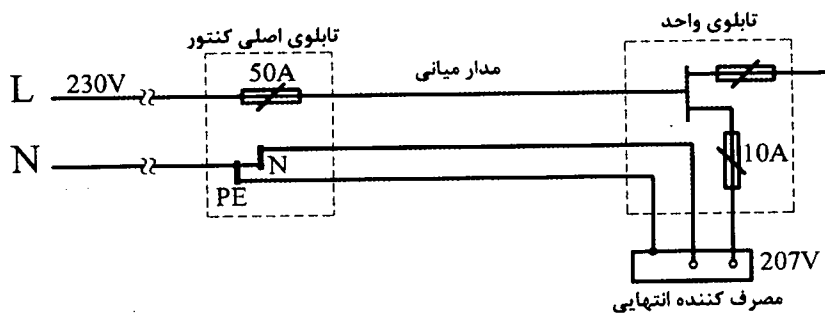 تابلوی واحد
تابلوی اصلی کنتور
L
230V
50A
مدار میانی
N
N
PE
10A
207V
مصرف کننده انتهایی